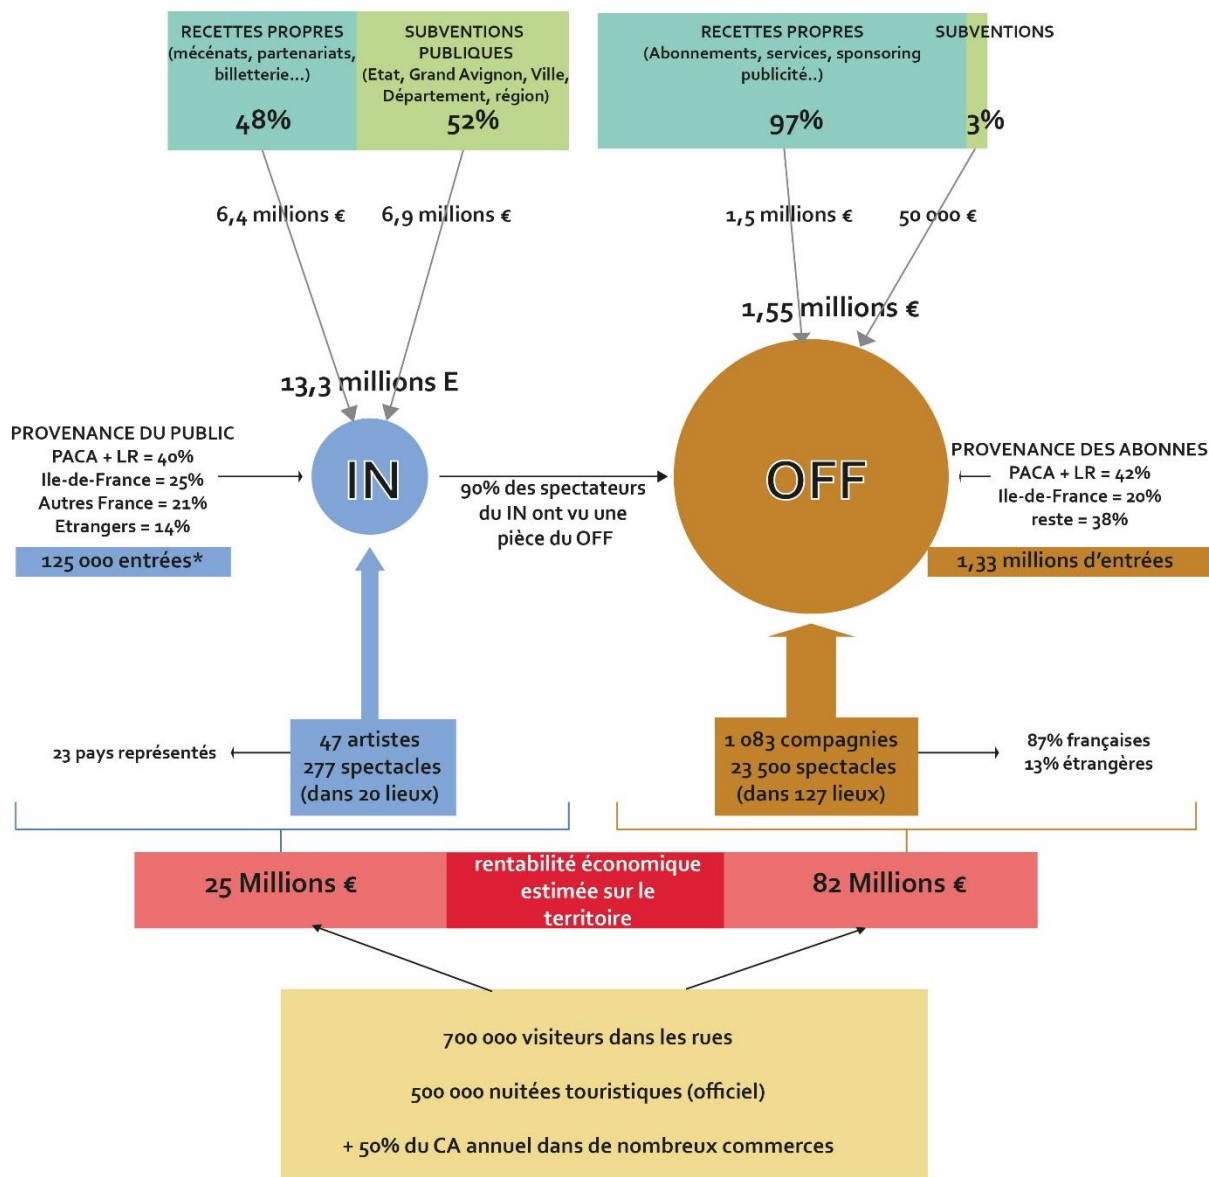 RECETTES PROPRES
(mécénats, partenariats,
billetterie...)
48%
SUBVENTIONS
PUBLIQUES
(Etat, Grand Avignon, Ville,
Département, région)
52%
RECETTES PROPRES
(Abonnements, services, sponsoring
publicité..)
97%
SUBVENTIONS
3%
6,4 millions €
6,9 millions €
1,5 millions €
50 000 €
1,55 millions €
13,3 millions E
PROVENANCE DU PUBLIC
PACA + LR = 40%
Ile-de-France = 25%
Autres France = 21%
Etrangers = 14%
125 000 entrées*
IN
90% des spectateurs
du IN ont vu une
pièce du OFF
OFF
PROVENANCE DES ABONNES
PACA + LR = 42%
Ile-de-France = 20%
reste = 38%
1,33 millions d'entrées
23 pays représentés
47 artistes
277 spectacles
(dans 20 lieux)
1 083 compagnies
23 500 spectacles
(dans 127 lieux)
87% françaises
13% étrangères
25 Millions €
rentabilité économique
estimée sur le
territoire
82 Millions €
700 000 visiteurs dans les rues
500 000 nuitées touristiques (officiel)
+ 50% du CA annuel dans de nombreux commerces